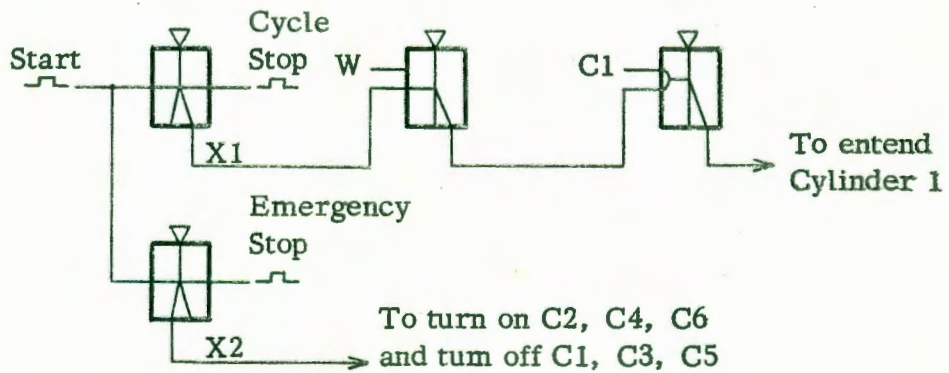 Cycle
Start
Stop
W
C1
X1
To entend
Cylinder 1
Emergency
Stop
X2
To turn on C2, C4, C6
and tum off C1, C3, C5